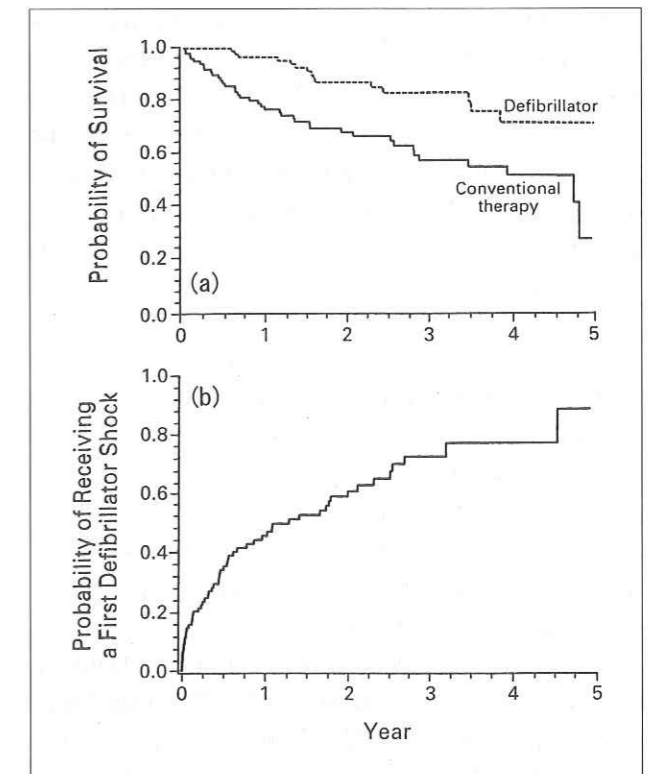 Probability of Survival
1.0
0.8
0.6
0.4
0.2
0.0
Defibrillator
Conventional
therapy
(a)
0 1 2 3 4 5
Probability of Receiving
a First Defibrillator Shock
1.0
0.8
0.6
0.4
0.2
0.0
(b)
0 1 2 3 4 5
Year